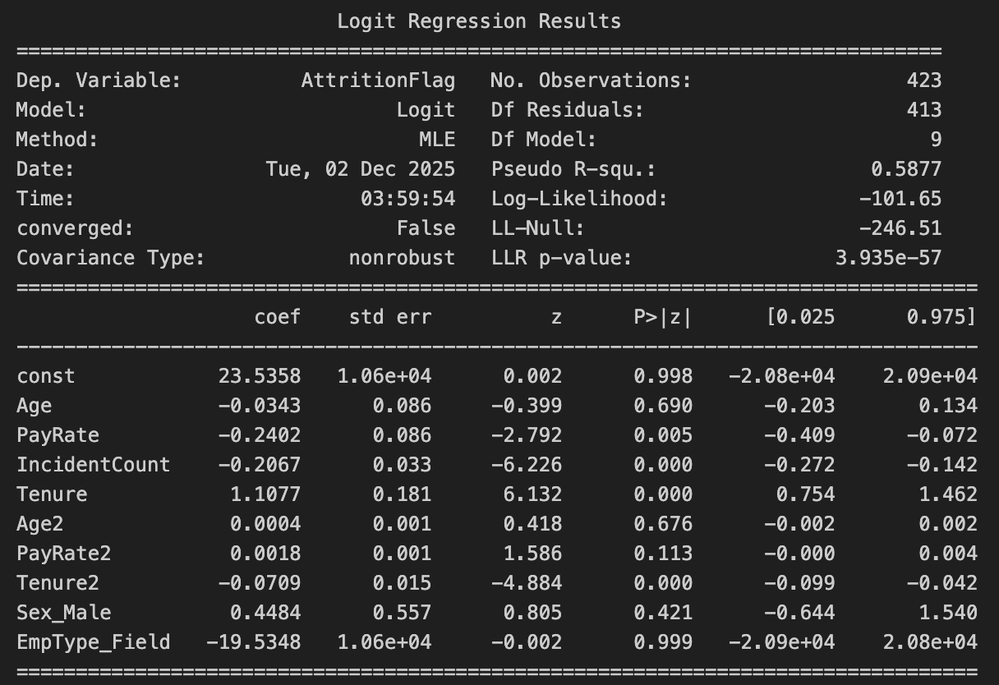 Logit Regression Results
==============================================================================
Dep. Variable: AttritionFlag No. Observations: 423
Model: Logit Df Residuals: 413
Method: MLE Df Model: 9
Date: Tue, 02 Dec 2025 Pseudo R-squ.: 0.5877
Time: 03:59:54 Log-Likelihood: -101.65
converged: False LL-Null: -246.51
Covariance Type: nonrobust LLR p-value: 3.935e-57
=================================================================================
coef std err z P>|z| [0.025 0.975]
---------------------------------------------------------------------------------
const 23.5358 1.06e+04 0.002 0.998 -2.08e+04 2.09e+04
Age -0.0343 0.086 -0.399 0.690 -0.203 0.134
PayRate -0.2402 0.086 -2.792 0.005 -0.409 -0.072
IncidentCount -0.2067 0.033 -6.226 0.000 -0.272 -0.142
Tenure 1.1077 0.181 6.132 0.000 0.754 1.462
Age2 0.0004 0.001 0.418 0.676 -0.002 0.002
PayRate2 0.0018 0.001 1.586 0.113 -0.000 0.004
Tenure2 -0.0709 0.015 -4.884 0.000 -0.099 -0.042
Sex_Male 0.4484 0.557 0.805 0.421 -0.644 1.540
EmpType_Field -19.5348 1.06e+04 -0.002 0.999 -2.09e+04 2.08e+04
=================================================================================